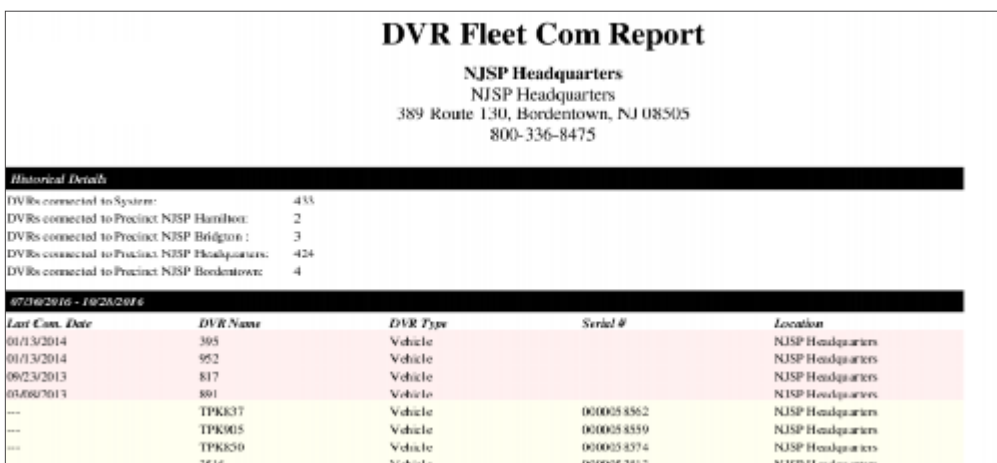 DVR Fleet Com Report
NJSP Headquarters
NJSP Headquarters
389 Route 130, Bordentown, NJ 08505
800-336-8475
Historical Details
DVRs connected to System: 433
DVRs connected to Precinct NJSP Hamilton: 2
DVRs connected to Precinct NJSP Bridgton : 3
DVRs connected to Precinct NJSP Headquarters: 424
DVRs connected to Precinct NJSP Bordentown: 4
07/30/2016 - 10/28/2016
Last Com. Date DVR Name DVR Type Serial # Location
01/13/2014 395 Vehicle NJSP Headquarters
01/13/2014 952 Vehicle NJSP Headquarters
09/23/2013 817 Vehicle NJSP Headquarters
03/08/2013 891 Vehicle NJSP Headquarters
--- TPK837 Vehicle 0000058562 NJSP Headquarters
--- TPK905 Vehicle 0000058559 NJSP Headquarters
--- TPK850 Vehicle 0000058574 NJSP Headquarters